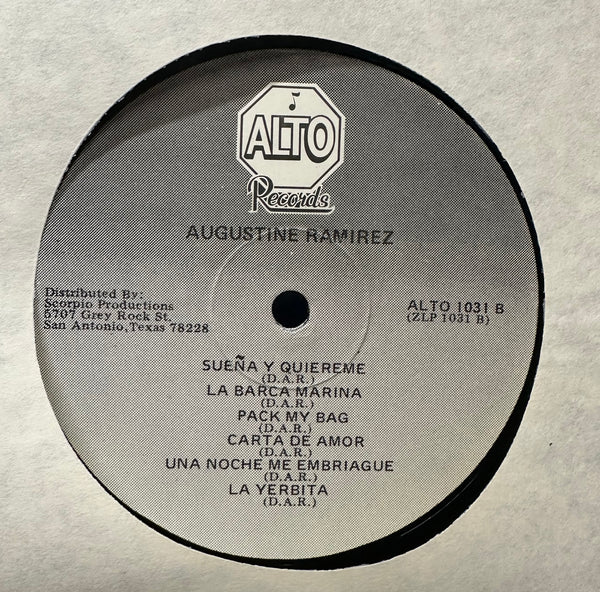 ALTO
Records
AUGUSTINE RAMIREZ
Distributed By:
Scorpio Productions
5707 Grey Rock St.
San Antonio, Texas 78228
ALTO 1031 B
(ZLP 1031 B)
SUEÑA Y QUIEREME
(D.A.R.)
LA BARCA MARINA
(D.A.R.)
PACK MY BAG
(D.A.R.)
CARTA DE AMOR
(D.A.R.)
UNA NOCHE ME EMBRIAGUE
(D.A.R.)
LA YERBITA
(D.A.R.)